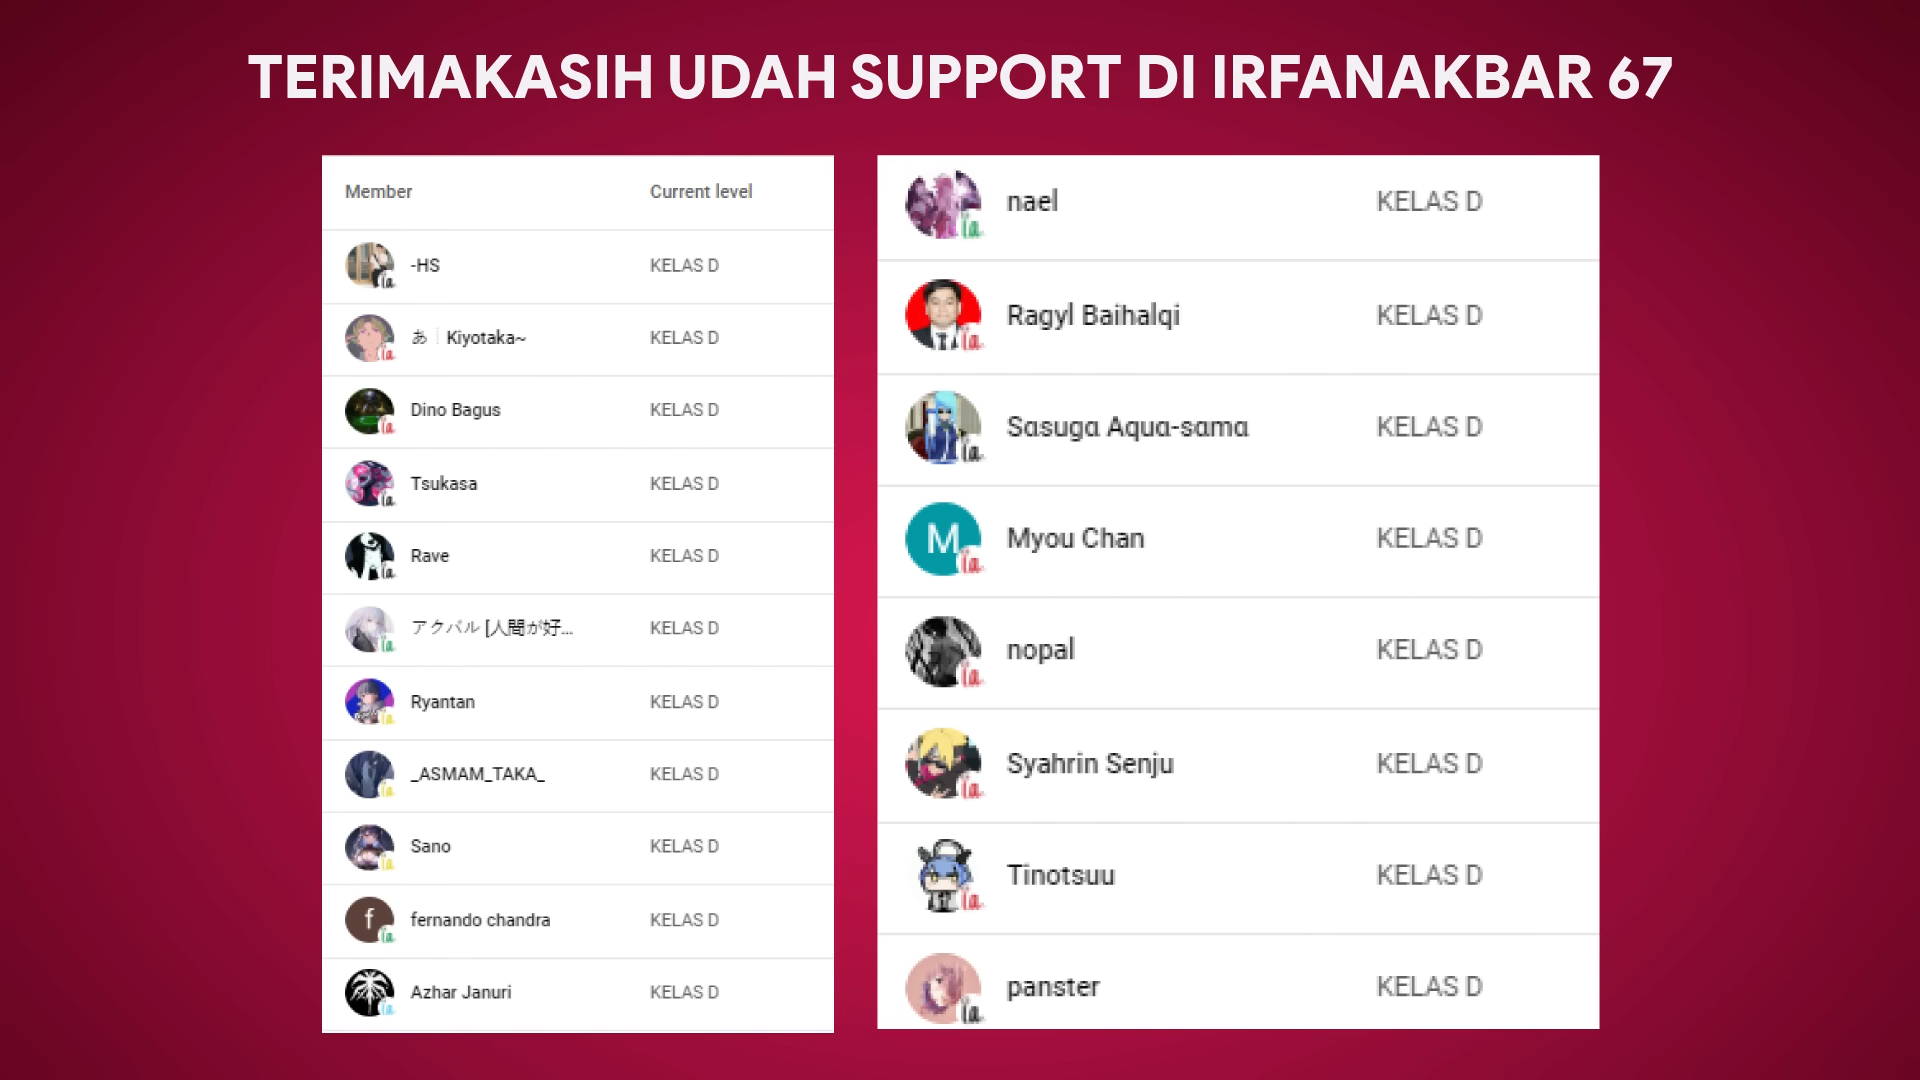 TERIMAKASIH UDAH SUPPORT DI IRFANAKBAR 67
Member Current level
-HS KELAS D
あ┊Kiyotaka~ KELAS D
Dino Bagus KELAS D
Tsukasa KELAS D
Rave KELAS D
アクバル [人間が好... KELAS D
Ryantan KELAS D
_ASMAM_TAKA_ KELAS D
Sano KELAS D
f fernando chandra KELAS D
Azhar Januri KELAS D
nael KELAS D
Ragyl Baihalqi KELAS D
Sɑsugɑ Aquɑ-sɑmɑ KELAS D
M Myou Chan KELAS D
nopal KELAS D
Syahrin Senju KELAS D
Tinotsuu KELAS D
panster KELAS D